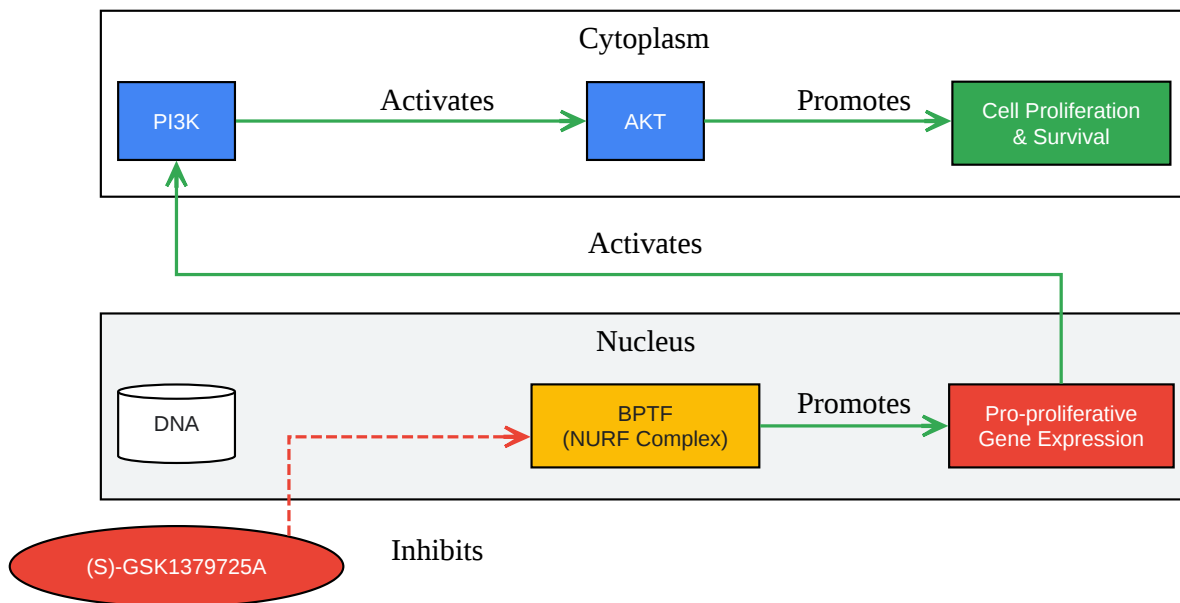 Cytoplasm
Activates
Promotes
PI3K
AKT
Cell Proliferation
& Survival
Activates
Nucleus
DNA
BPTF
(NURF Complex)
Promotes
Pro-proliferative
Gene Expression
Inhibits
(S)-GSK1379725A